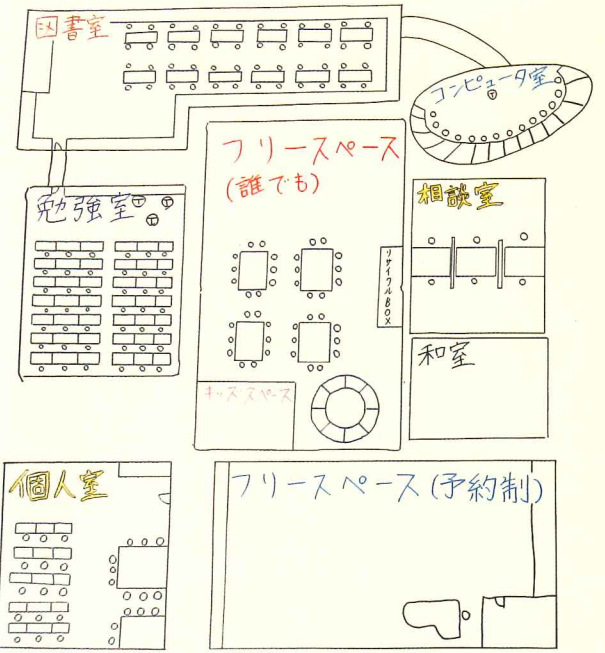 図書室
コンピュータ室
フリースペース
(誰でも)
相談室
勉強室
T
T
T
T
リサイクルBOX
和室
キッズスペース
個人室
フリースペース(予約制)